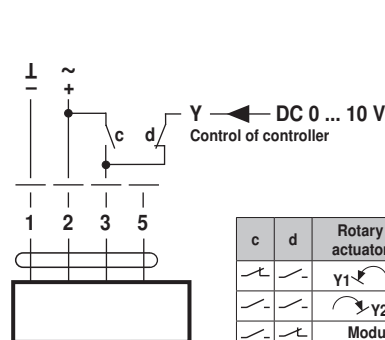 ⊥ ~
– +
Y DC 0 ... 10 V
c d Control of controller
1 2 3 5
c d Rotary
actuator
Y1
Y2
Modu